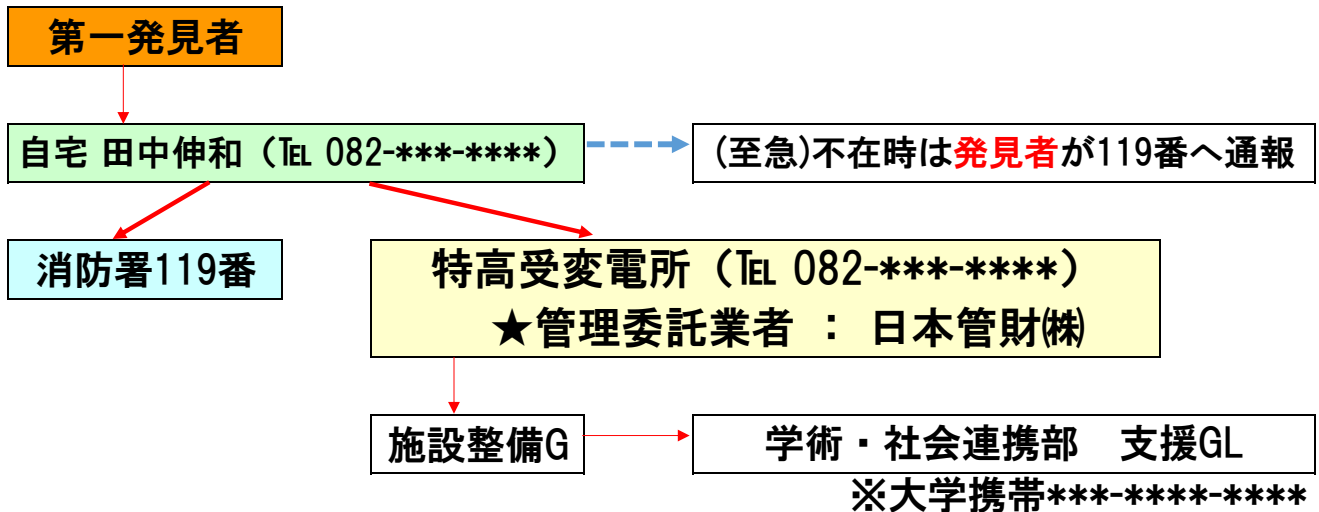 第一発見者
自宅 田中伸和（℡ 082-***-****）
(至急)不在時は発見者が119番へ通報
消防署119番
特高受変電所（℡ 082-***-****）
★管理委託業者 ： 日本管財㈱
施設整備G
学術・社会連携部　支援GL
※大学携帯***-****-****